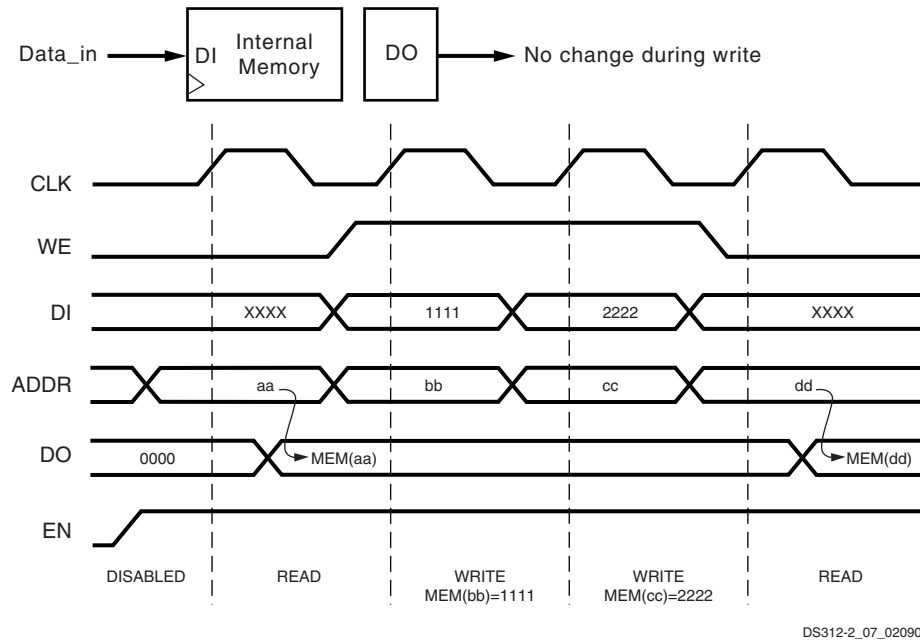 Data_in
DI
Internal
Memory
DO
No change during write
CLK
WE
DI
XXXX
1111
2222
XXXX
ADDR
aa
bb
cc
dd
DO
0000
MEM(aa)
MEM(dd)
EN
DISABLED
READ
WRITE
MEM(bb)=1111
WRITE
MEM(cc)=2222
READ
DS312-2_07_02090